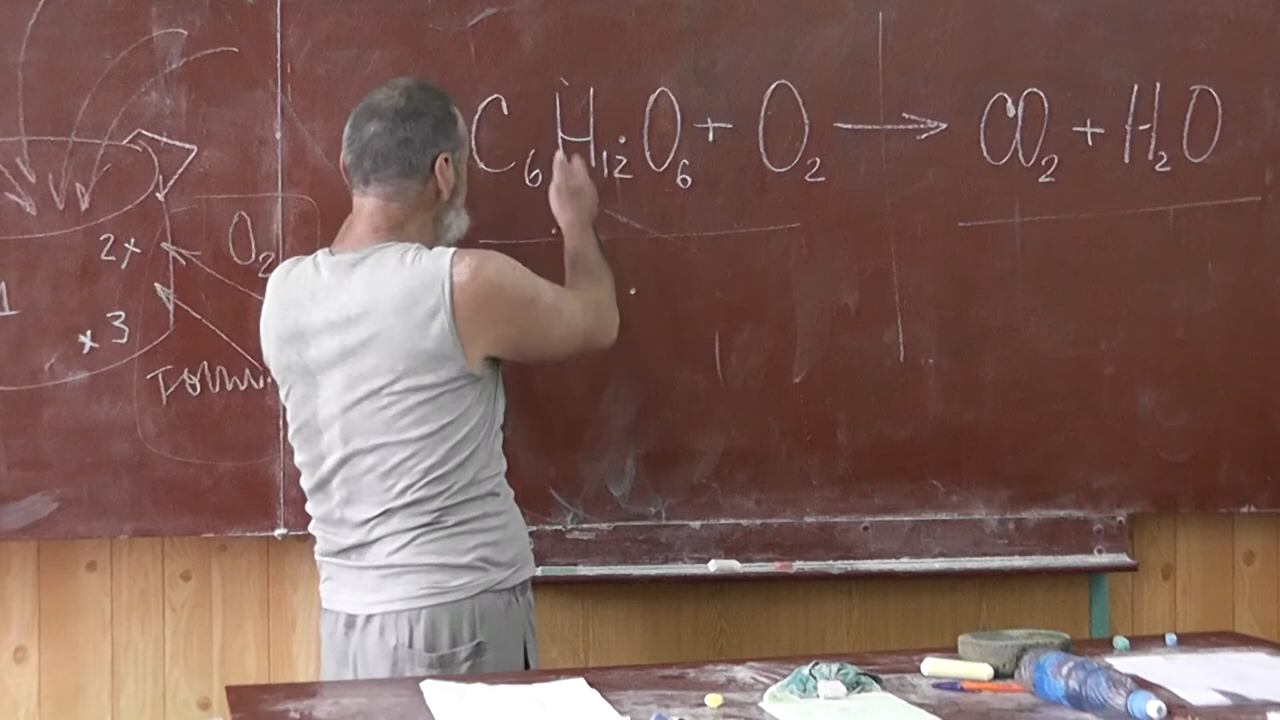 C₆H₁₂O₆ + O₂ → CO₂ + H₂O
O₂
2x
x 3
1